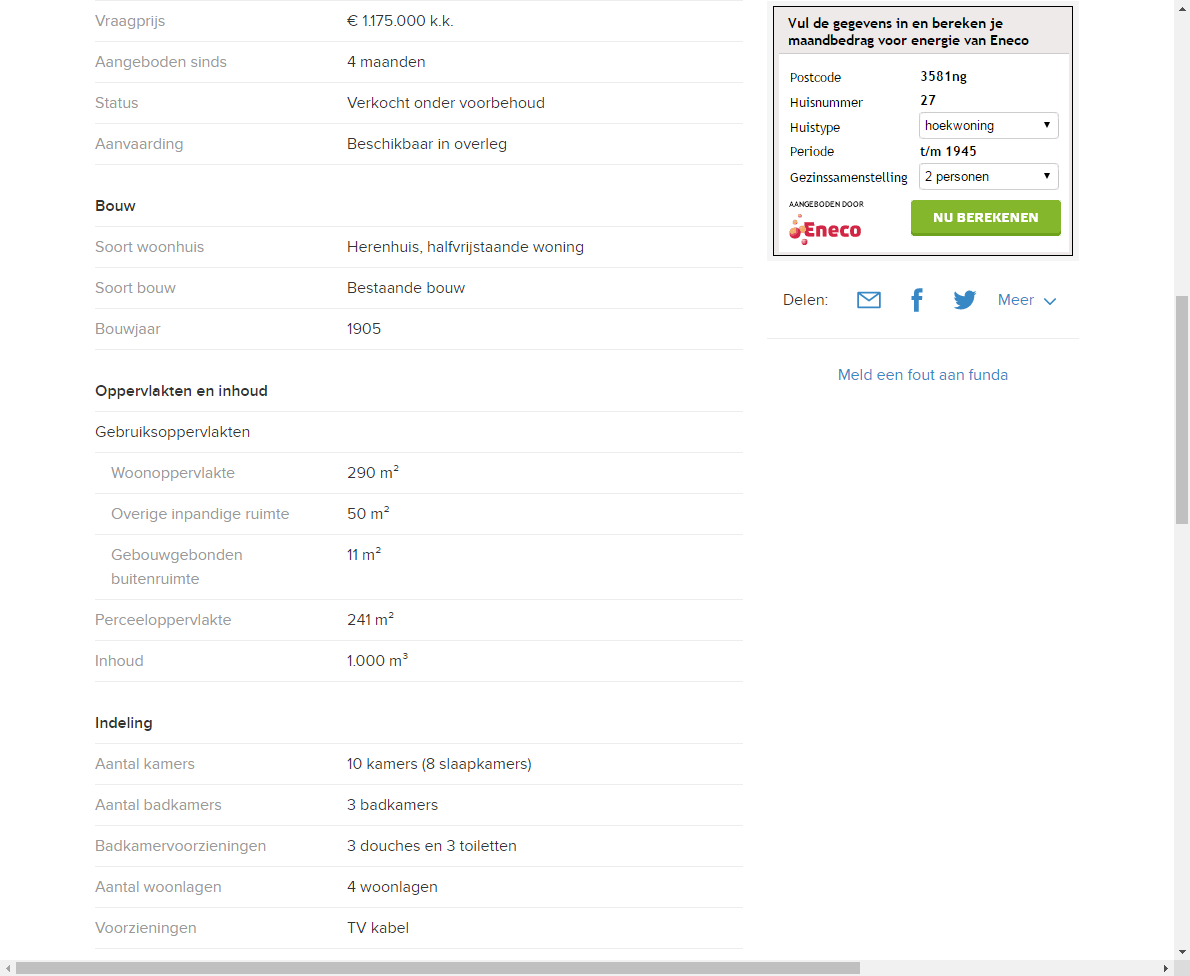 Vraagprijs € 1.175.000 k.k.
Aangeboden sinds 4 maanden
Status Verkocht onder voorbehoud
Aanvaarding Beschikbaar in overleg
Bouw
Soort woonhuis Herenhuis, halfvrijstaande woning
Soort bouw Bestaande bouw
Bouwjaar 1905
Oppervlakten en inhoud
Gebruiksoppervlakten
Woonoppervlakte 290 m²
Overige inpandige ruimte 50 m²
Gebouwgebonden 11 m²
buitenruimte
Perceeloppervlakte 241 m²
Inhoud 1.000 m³
Indeling
Aantal kamers 10 kamers (8 slaapkamers)
Aantal badkamers 3 badkamers
Badkamervoorzieningen 3 douches en 3 toiletten
Aantal woonlagen 4 woonlagen
Voorzieningen TV kabel
Vul de gegevens in en bereken je
maandbedrag voor energie van Eneco
Postcode 3581ng
Huisnummer 27
Huistype hoekwoning
Periode t/m 1945
Gezinssamenstelling 2 personen
AANGEBODEN DOOR
Eneco
NU BEREKENEN
Delen: Meer
Meld een fout aan funda